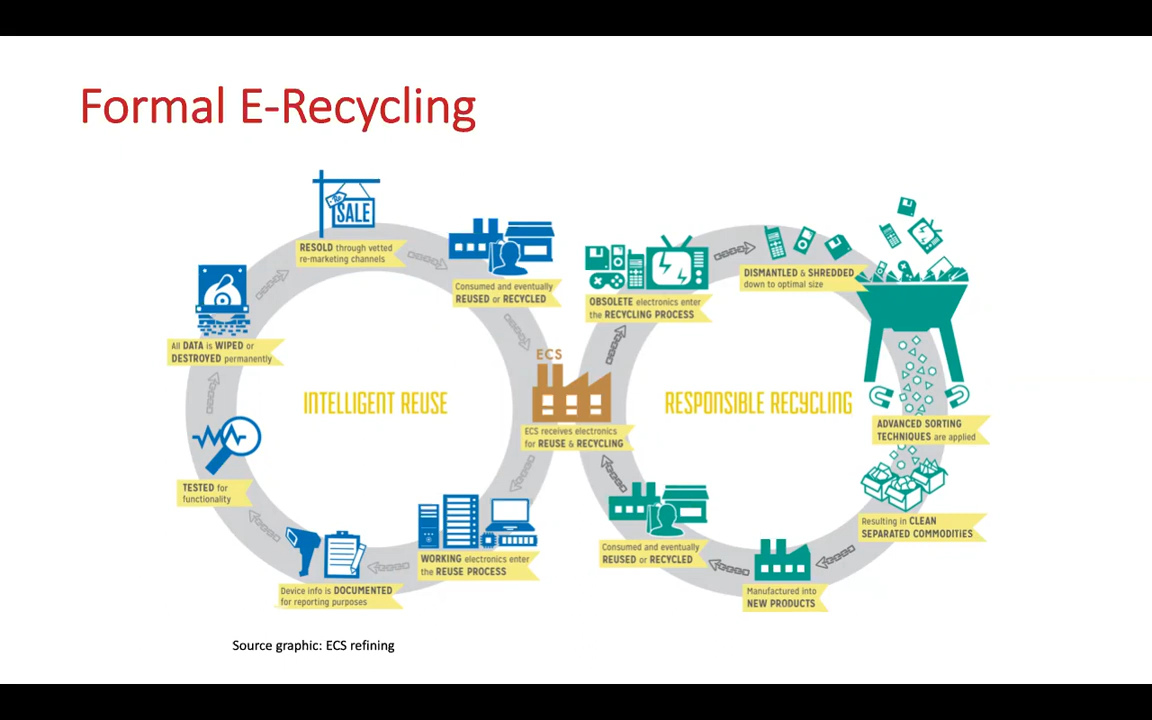 Formal E-Recycling
Re
SALE
RESOLD through vetted
re-marketing channels
Consumed and eventually
REUSED or RECYCLED
All DATA is WIPED or
DESTROYED permanently
INTELLIGENT REUSE
TESTED for
functionality
Device info is DOCUMENTED
for reporting purposes
WORKING electronics enter
the REUSE PROCESS
ECS
ECS receives electronics
for REUSE & RECYCLING
OBSOLETE electronics enter
the RECYCLING PROCESS
DISMANTLED & SHREDDED
down to optimal size
RESPONSIBLE RECYCLING
ADVANCED SORTING
TECHNIQUES are applied
Resulting in CLEAN
SEPARATED COMMODITIES
Manufactured into
NEW PRODUCTS
Consumed and eventually
REUSED or RECYCLED
Source graphic: ECS refining